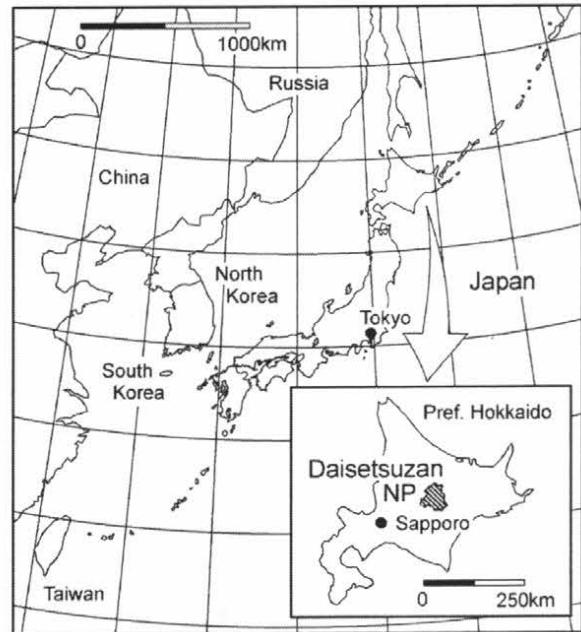 0 1000km
Russia
China
North
Korea
Japan
Tokyo
South
Korea
Pref. Hokkaido
Daisetsuzan
NP
Sapporo
Taiwan
0 250km